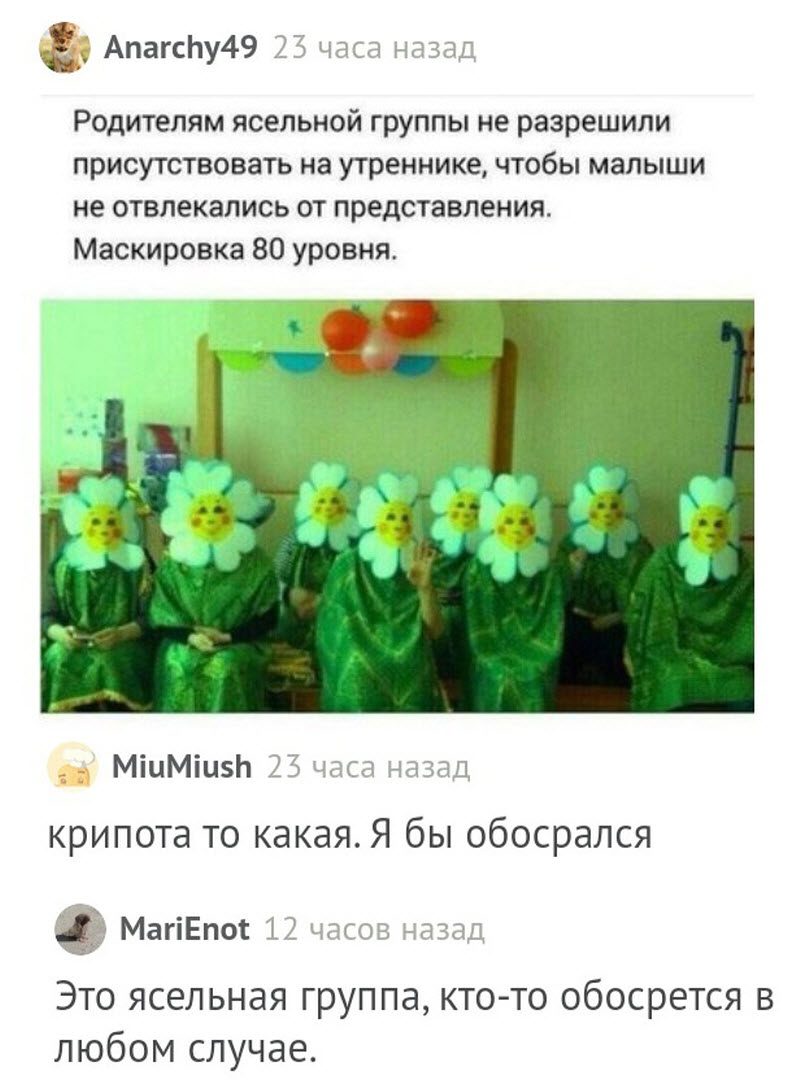 Anarchy49 23 часа назад
Родителям ясельной группы не разрешили
присутствовать на утреннике, чтобы малыши
не отвлекались от представления.
Маскировка 80 уровня.
MiuMiush 23 часа назад
крипота то какая. Я бы обосрался
MariEnot 12 часов назад
Это ясельная группа, кто-то обосрется в
любом случае.